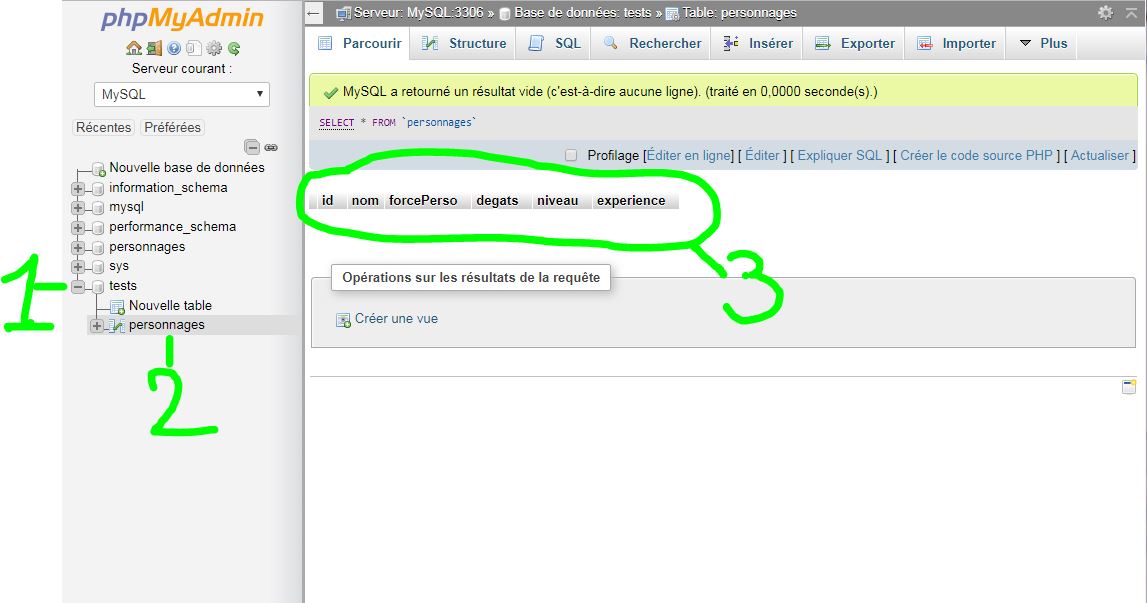 phpMyAdmin
Serveur courant :
MySQL
Récentes Préférées
Nouvelle base de données
information_schema
mysql
performance_schema
personnages
sys
tests
Nouvelle table
personnages
1
2
Serveur: MySQL:3306 » Base de données: tests » Table: personnages
Parcourir Structure SQL Rechercher Insérer Exporter Importer Plus
MySQL a retourné un résultat vide (c'est-à-dire aucune ligne). (traité en 0,0000 seconde(s).)
SELECT * FROM `personnages`
Profilage [Éditer en ligne] [ Éditer ] [ Expliquer SQL ] [ Créer le code source PHP ] [ Actualiser ]
id nom forcePerso degats niveau experience
3
Opérations sur les résultats de la requête
Créer une vue